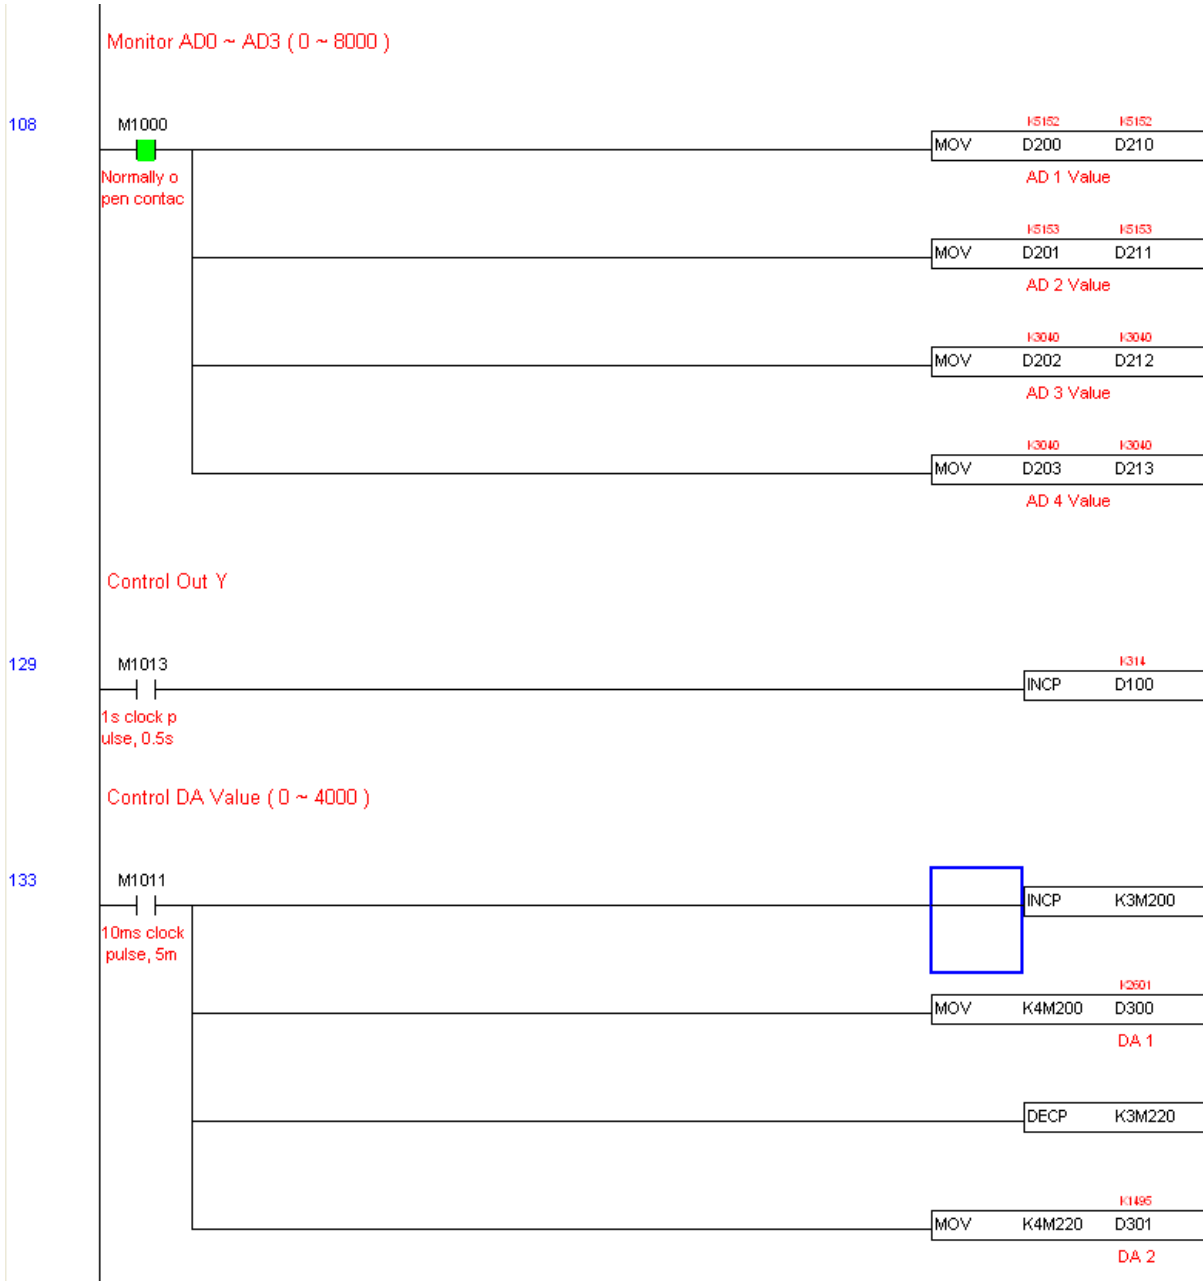 Monitor AD0 ~ AD3 ( 0 ~ 8000 )
108
M1000
K5152 K5152
MOV D200 D210
Normally o
pen contac
AD 1 Value
K5153 K5153
MOV D201 D211
AD 2 Value
K3040 K3040
MOV D202 D212
AD 3 Value
K3040 K3040
MOV D203 D213
AD 4 Value
Control Out Y
129
M1013
K314
INCP D100
1s clock p
ulse, 0.5s
Control DA Value ( 0 ~ 4000 )
133
M1011
INCP K3M200
10ms clock
pulse, 5m
K2601
MOV K4M200 D300
DA 1
DECP K3M220
K1495
MOV K4M220 D301
DA 2